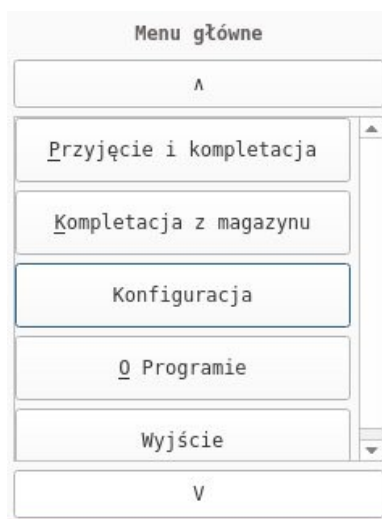 Menu główne
∧
Przyjęcie i kompletacja
Kompletacja z magazynu
Konfiguracja
O Programie
Wyjście
V